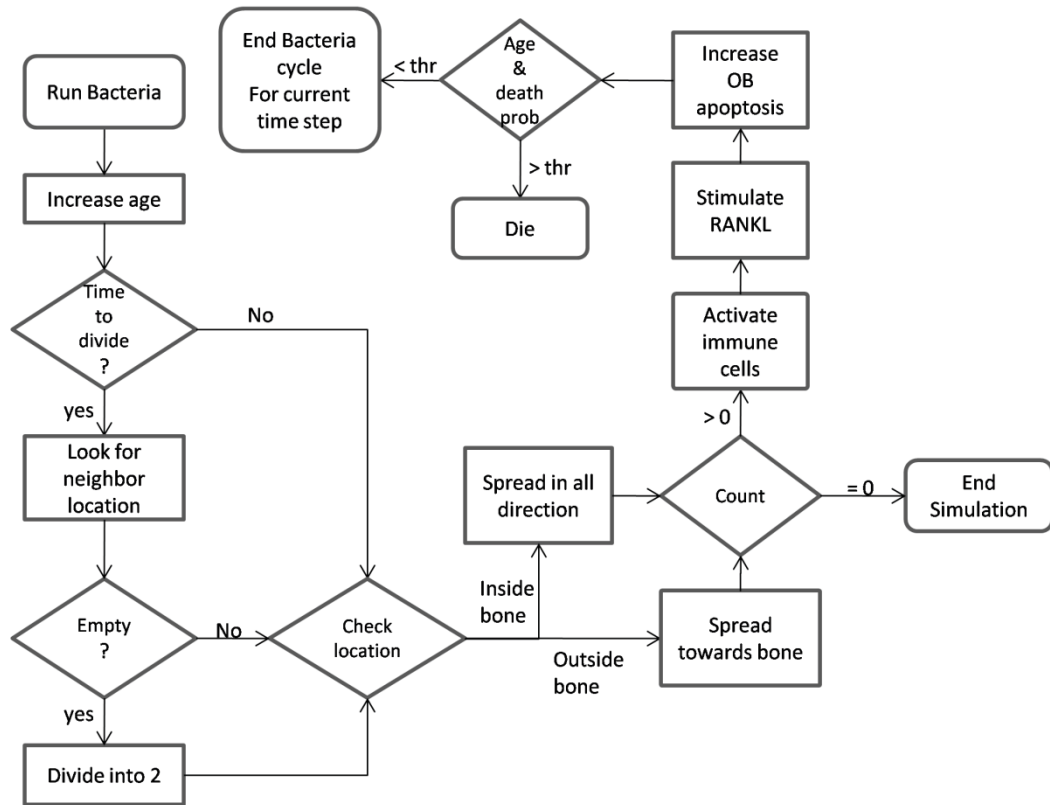 Run Bacteria
Increase age
Time
to
divide
?
No
yes
Look for
neighbor
location
Empty
?
No
yes
Divide into 2
Check
location
Inside
bone
Outside
bone
Spread in all
direction
Spread
towards bone
Count
= 0
End
Simulation
> 0
Activate
immune
cells
Stimulate
RANKL
Increase
OB
apoptosis
Age
&
death
prob
< thr
End Bacteria
cycle
For current
time step
> thr
Die